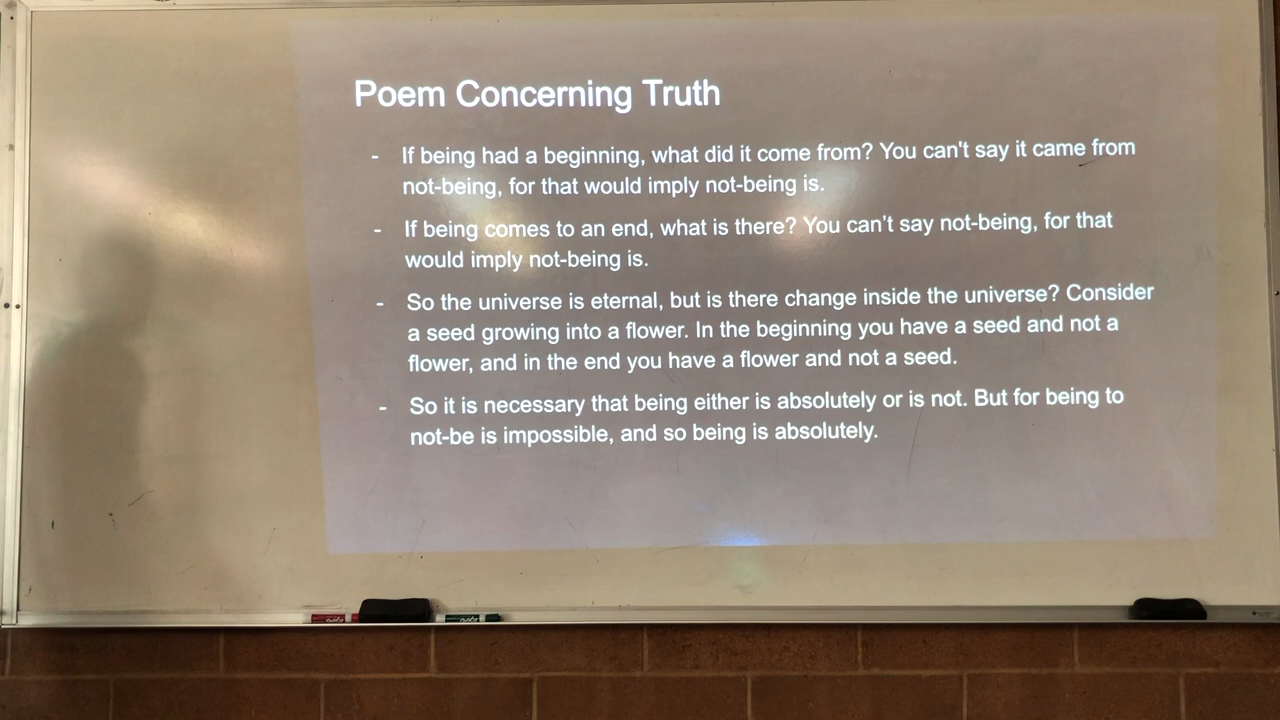 Poem Concerning Truth
- If being had a beginning, what did it come from? You can't say it came from
not-being, for that would imply not-being is.
- If being comes to an end, what is there? You can’t say not-being, for that
would imply not-being is.
- So the universe is eternal, but is there change inside the universe? Consider
a seed growing into a flower. In the beginning you have a seed and not a
flower, and in the end you have a flower and not a seed.
- So it is necessary that being either is absolutely or is not. But for being to
not-be is impossible, and so being is absolutely.